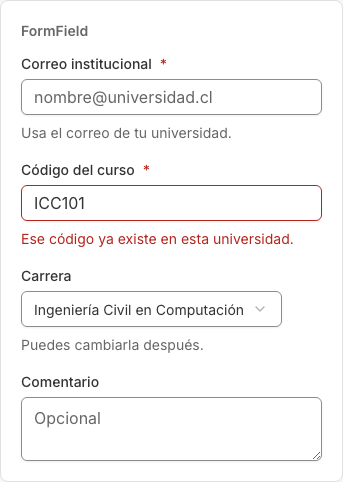 FormField
Correo institucional *
nombre@universidad.cl
Usa el correo de tu universidad.
Código del curso *
ICC101
Ese código ya existe en esta universidad.
Carrera
Ingeniería Civil en Computación
Puedes cambiarla después.
Comentario
Opcional